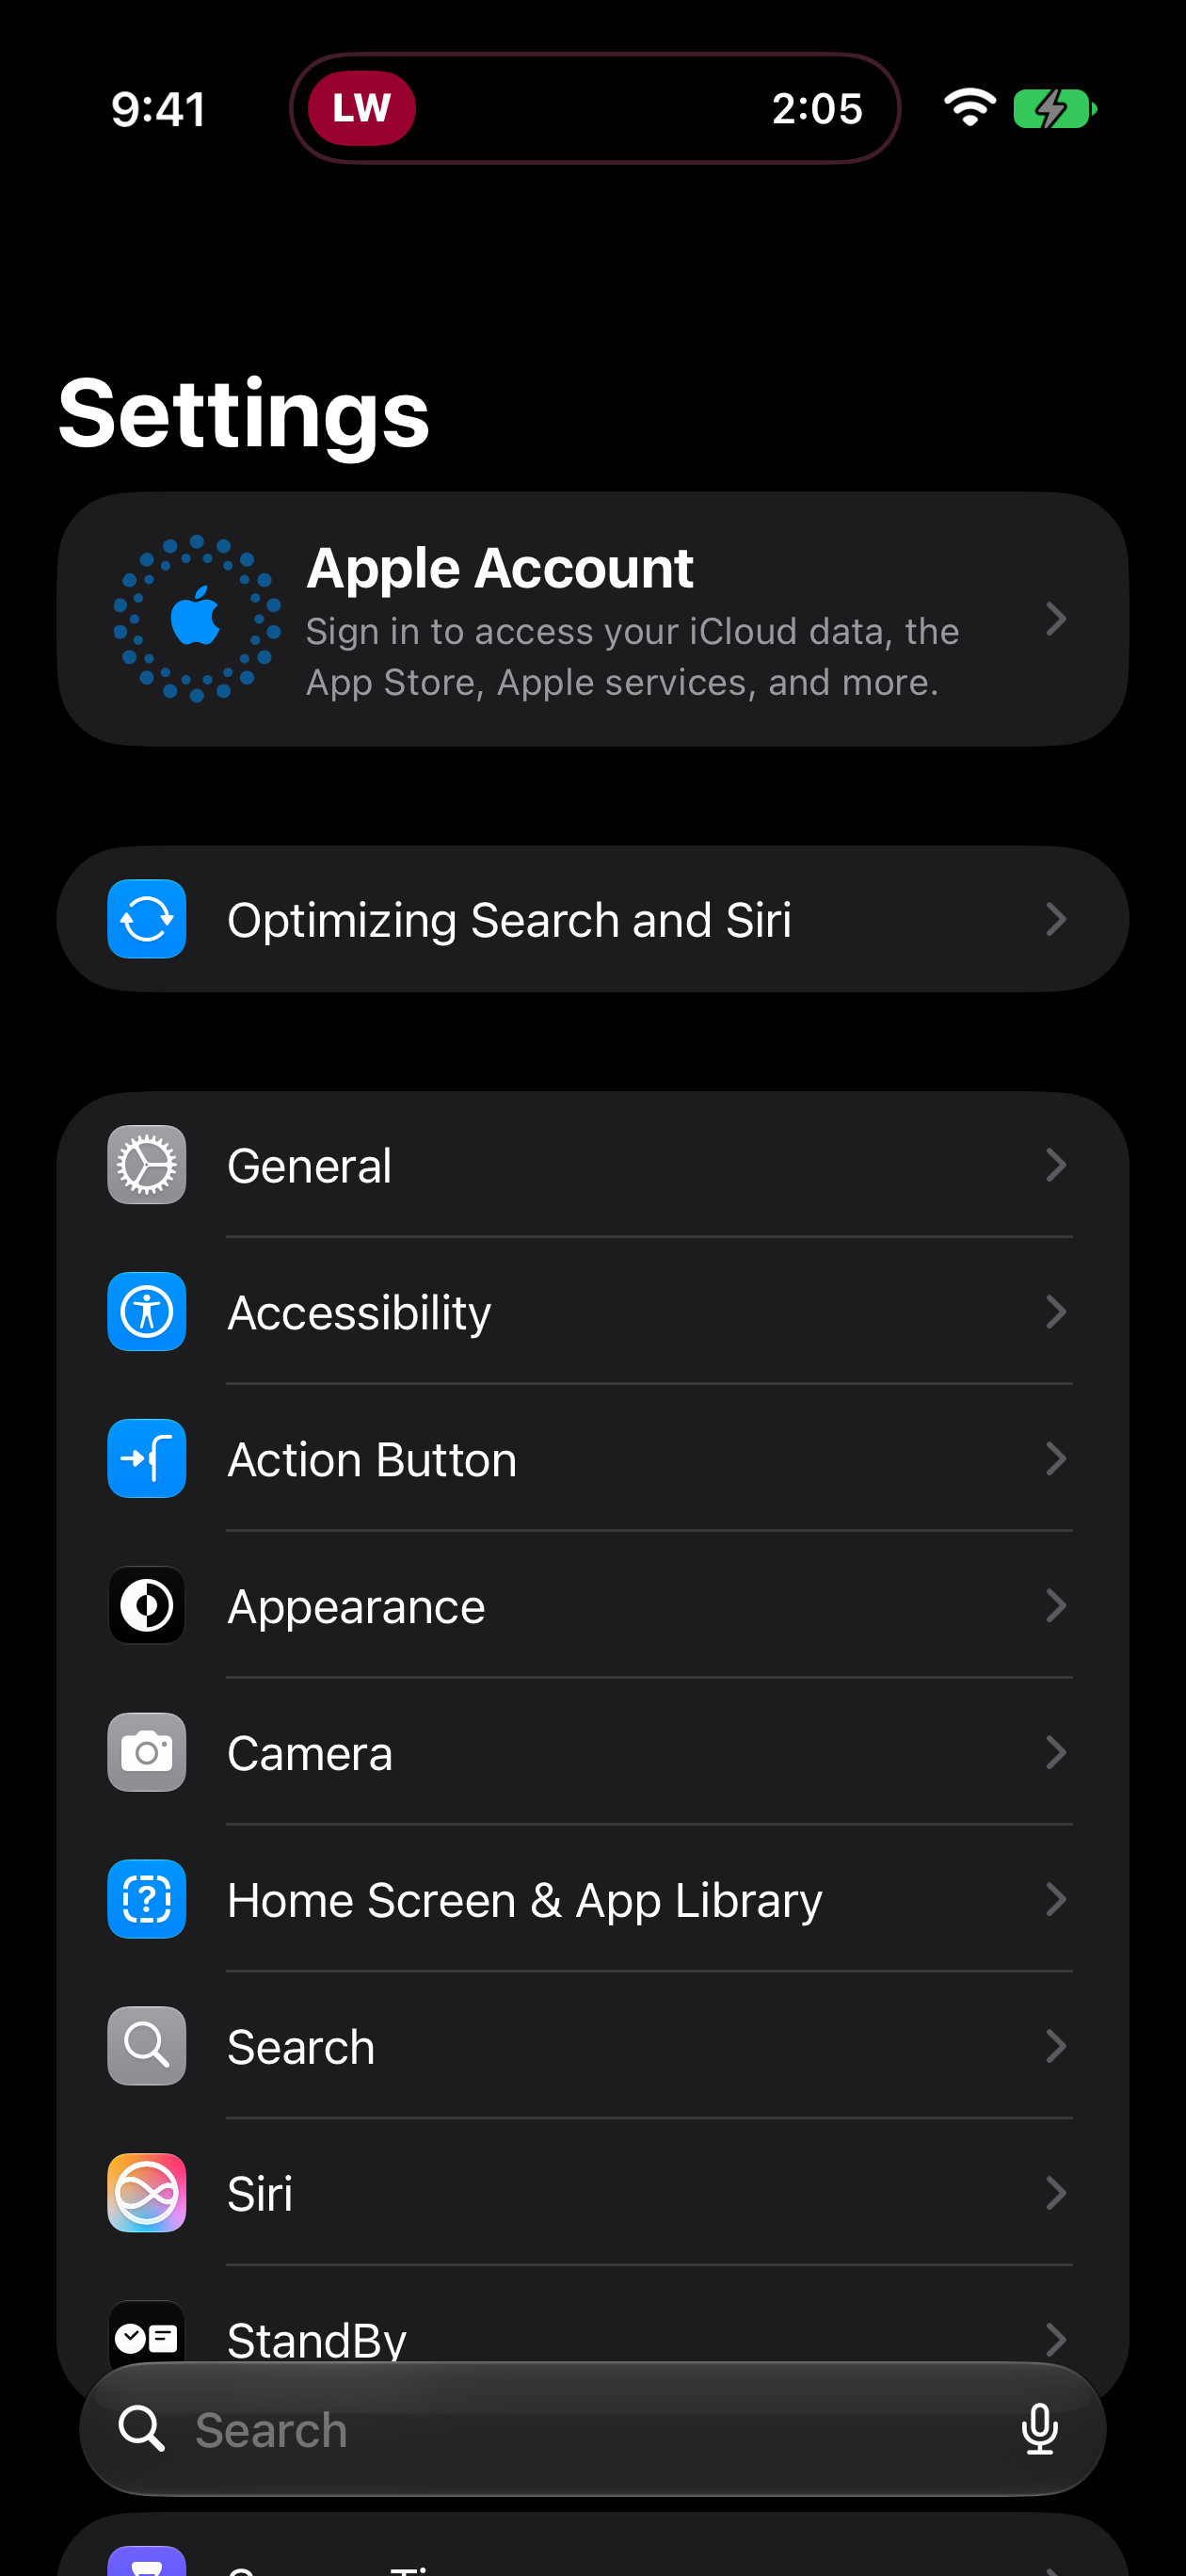 9:41
LW
2:05
Settings
Apple Account
Sign in to access your iCloud data, the
App Store, Apple services, and more.
Optimizing Search and Siri
General
Accessibility
Action Button
Appearance
Camera
Home Screen & App Library
Search
Siri
StandBy
Search